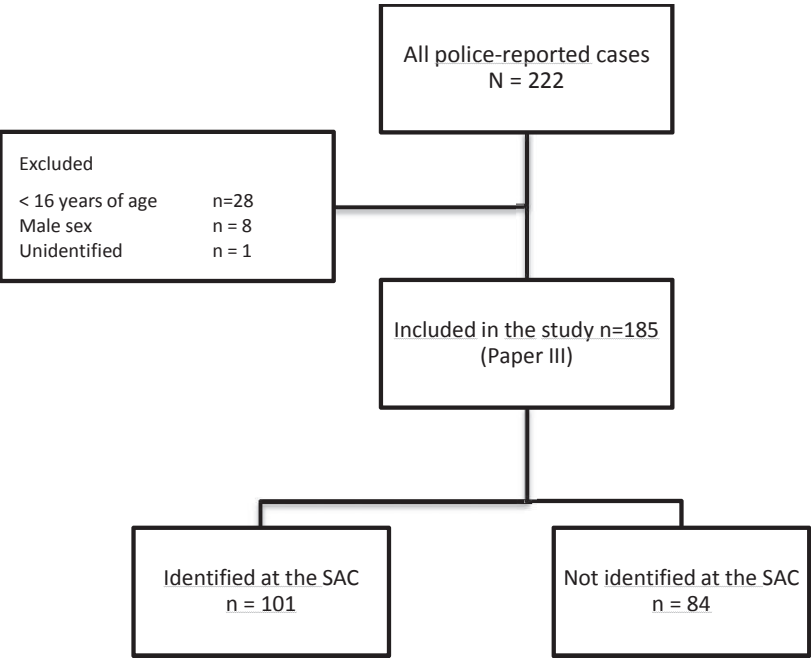 All police-reported cases
N = 222
Excluded
< 16 years of age n=28
Male sex n = 8
Unidentified n = 1
Included in the study n=185
(Paper III)
Identified at the SAC
n = 101
Not identified at the SAC
n = 84